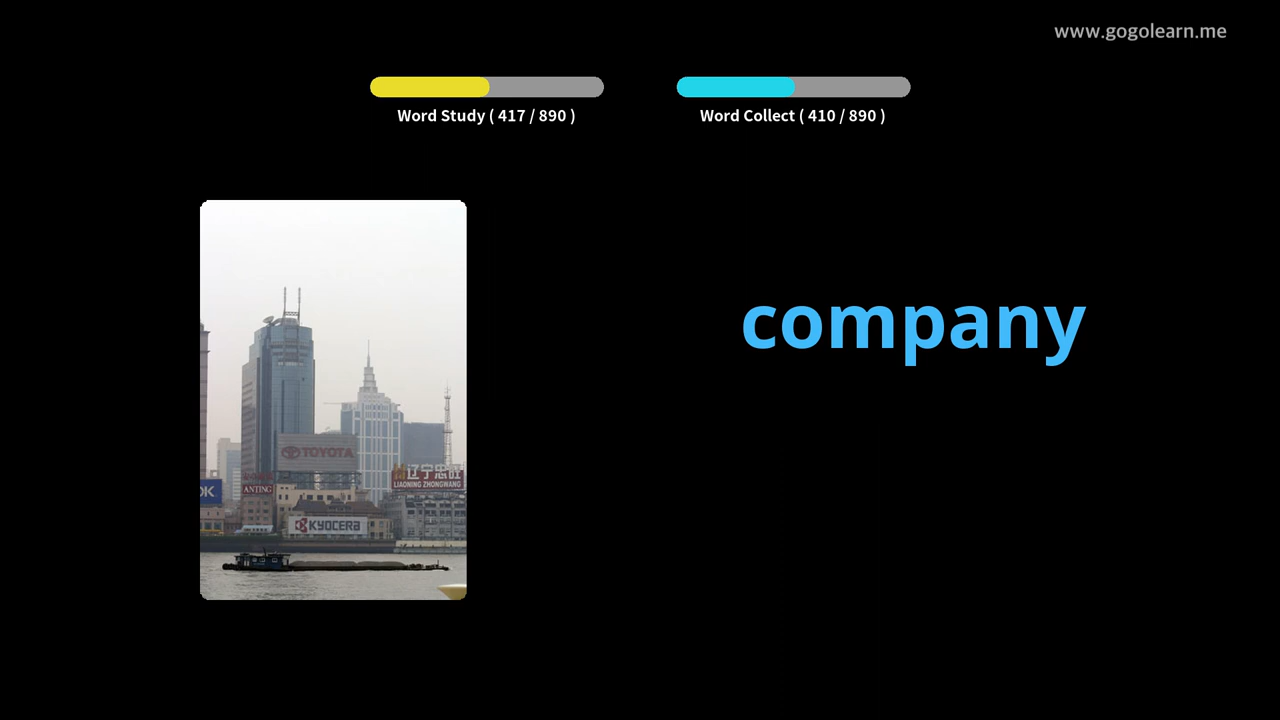 www.gogolearn.me
Word Study ( 417 / 890 )
Word Collect ( 410 / 890 )
company
TOYOTA
辽宁忠旺
LIAONING ZHONGWANG
OK
ANTING
KYOCERA